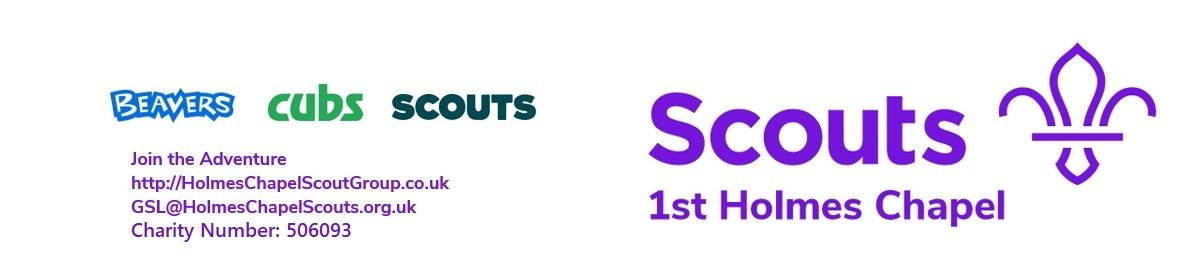 BEAVERS cubs SCOUTS
Join the Adventure
http://HolmesChapelScoutGroup.co.uk
GSL@HolmesChapelScouts.org.uk
Charity Number: 506093
Scouts
1st Holmes Chapel